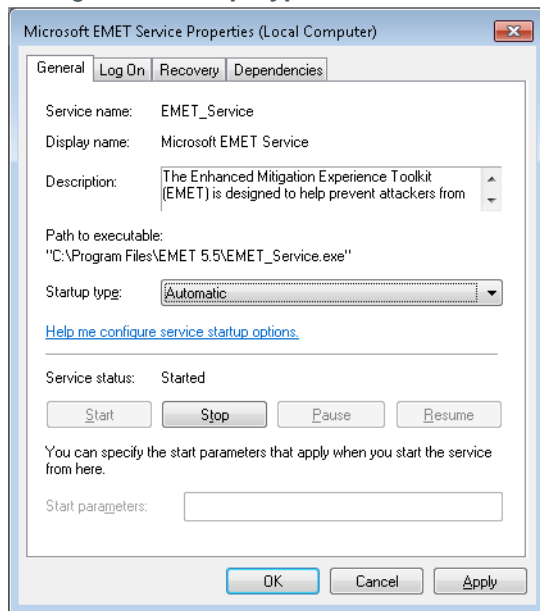 Microsoft EMET Service Properties (Local Computer)
General Log On Recovery Dependencies
Service name: EMET_Service
Display name: Microsoft EMET Service
Description: The Enhanced Mitigation Experience Toolkit
(EMET) is designed to help prevent attackers from
Path to executable:
"C:\Program Files\EMET 5.5\EMET_Service.exe"
Startup type: Automatic
Help me configure service startup options.
Service status: Started
Start Stop Pause Resume
You can specify the start parameters that apply when you start the service
from here.
Start parameters:
OK Cancel Apply